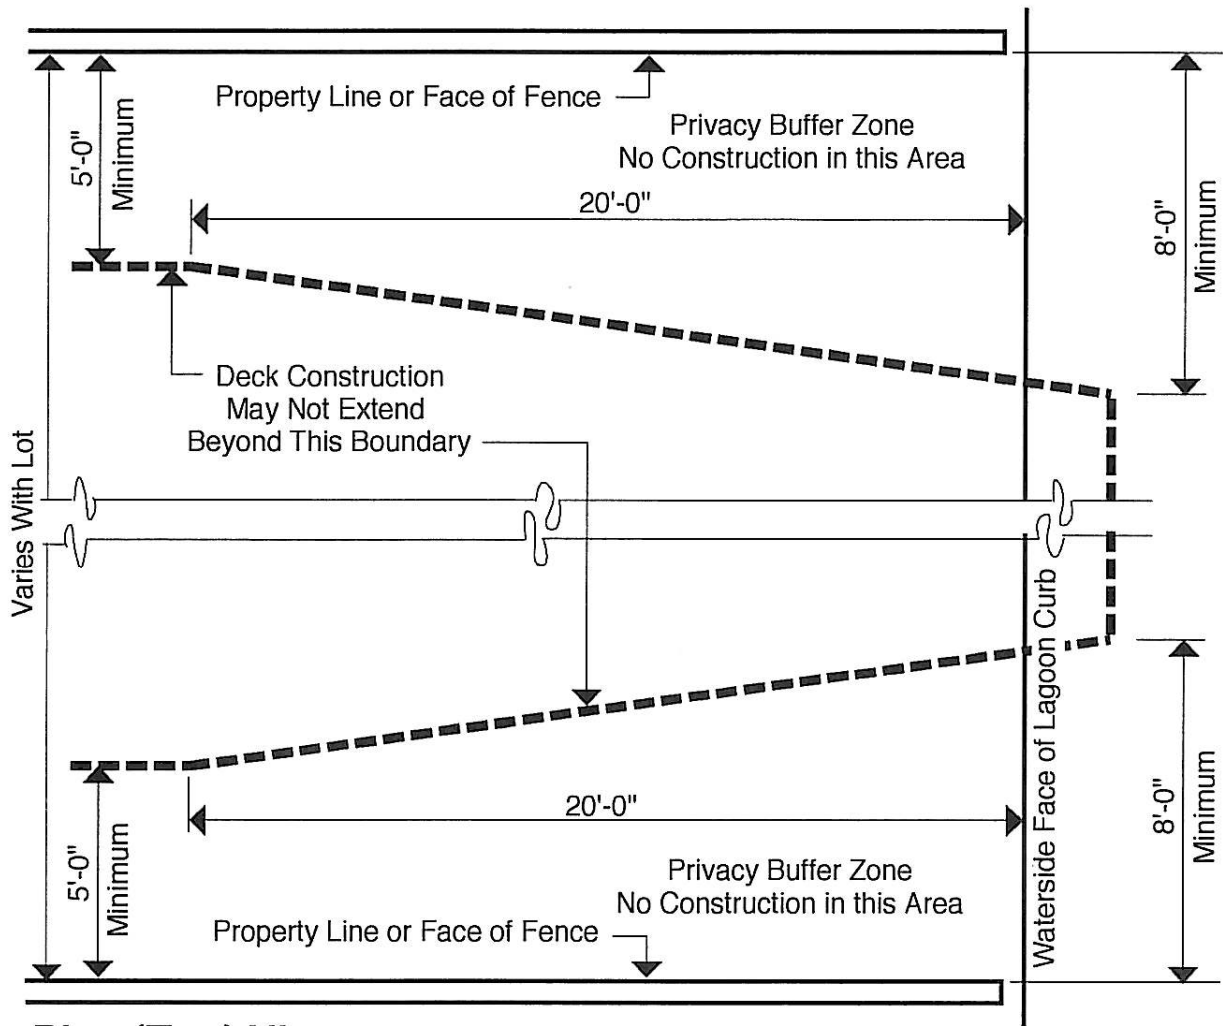 Property Line or Face of Fence
Privacy Buffer Zone
No Construction in this Area
5'-0"
Minimum
20'-0"
8'-0"
Minimum
Deck Construction
May Not Extend
Beyond This Boundary
Varies With Lot
Waterside Face of Lagoon Curb
20'-0"
5'-0"
Minimum
8'-0"
Minimum
Privacy Buffer Zone
No Construction in this Area
Property Line or Face of Fence